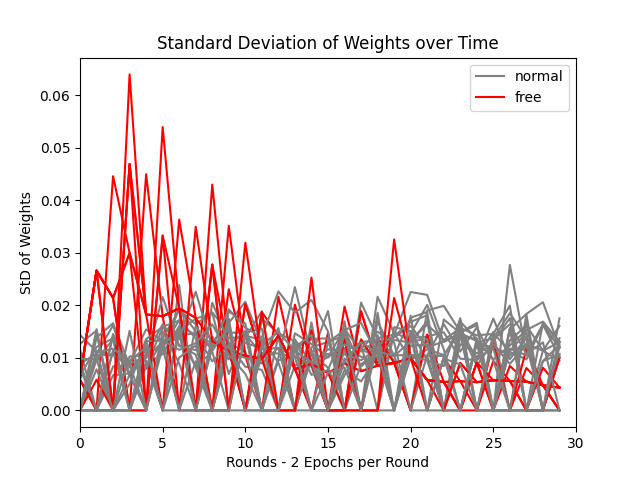 Standard Deviation of Weights over Time
normal
free
StD of Weights
0.06
0.05
0.04
0.03
0.02
0.01
0.00
0 5 10 15 20 25 30
Rounds - 2 Epochs per Round